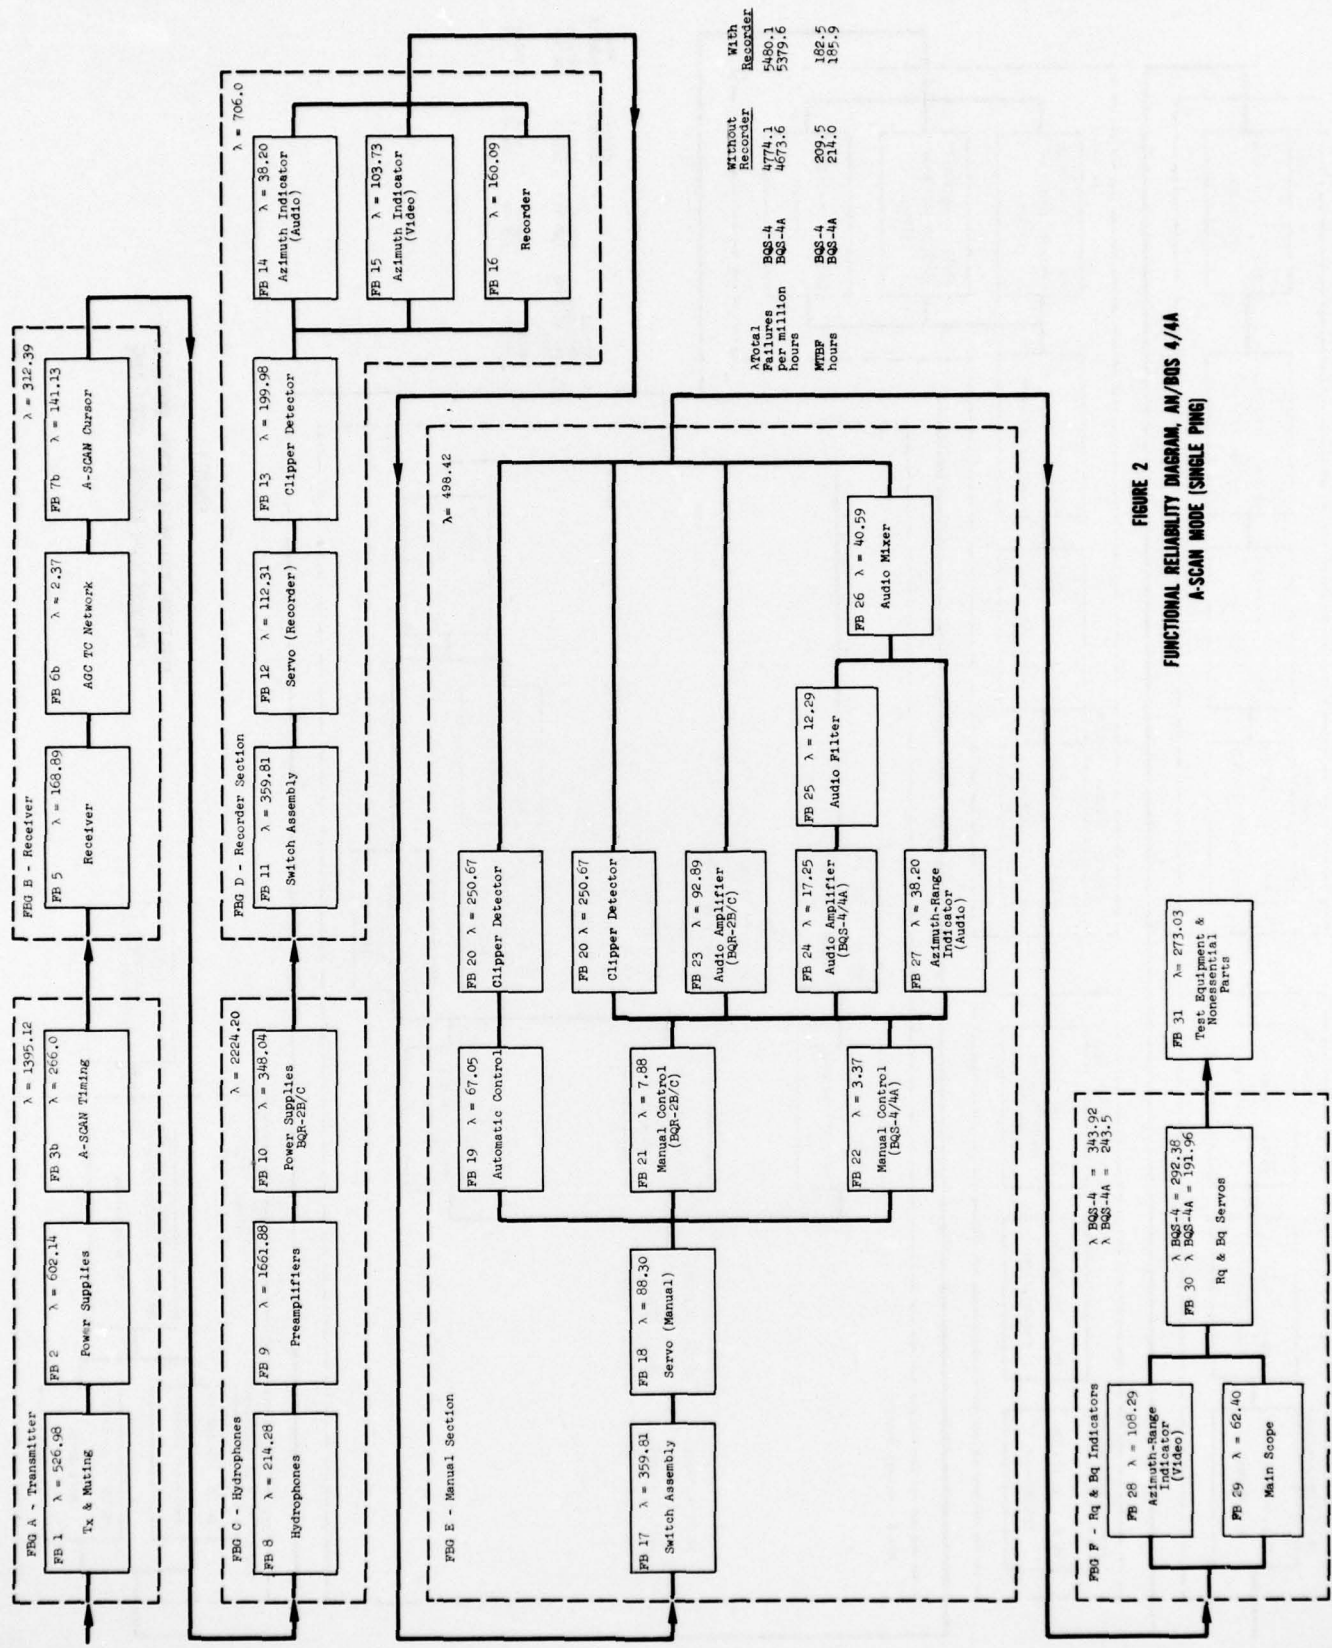 FBG A - Transmitter
λ = 1395.12
FB 1 λ = 526.98
Tx & Muting
FB 2 λ = 602.14
Power Supplies
FB 3b λ = 266.0
A-SCAN Timing
FBG B - Receiver
λ = 312.39
FB 5 λ = 168.89
Receiver
FB 6b λ = 2.37
AGC TC Network
FB 7b λ = 141.13
A-SCAN Cursor
FBG C - Hydrophones
λ = 2224.20
FB 8 λ = 214.28
Hydrophones
FB 9 λ = 1661.88
Preamplifiers
FB 10 λ = 348.04
Power Supplies
BQR-2B/C
FBG D - Recorder Section
λ = 706.0
FB 11 λ = 359.81
Switch Assembly
FB 12 λ = 112.31
Servo (Recorder)
FB 13 λ = 199.98
Clipper Detector
FB 14 λ = 38.20
Azimuth Indicator
(Audio)
FB 15 λ = 103.73
Azimuth Indicator
(Video)
FB 16 λ = 160.09
Recorder
FBG E - Manual Section
λ= 498.42
FB 17 λ = 359.81
Switch Assembly
FB 18 λ = 88.30
Servo (Manual)
FB 19 λ = 67.05
Automatic Control
FB 20 λ = 250.67
Clipper Detector
FB 21 λ = 7.88
Manual Control
(BQR-2B/C)
FB 20 λ = 250.67
Clipper Detector
FB 23 λ = 92.89
Audio Amplifier
(BQR-2B/C)
FB 22 λ = 3.37
Manual Control
(BQS-4/4A)
FB 24 λ = 17.25
Audio Amplifier
(BQS-4/4A)
FB 25 λ = 12.29
Audio Filter
FB 26 λ = 40.59
Audio Mixer
FB 27 λ = 38.20
Azimuth-Range
Indicator
(Audio)
FBG F - Rq & Bq Indicators
λ BQS-4 = 343.92
λ BQS-4A = 243.5
FB 28 λ = 108.29
Azimuth-Range
Indicator
(Video)
FB 29 λ = 62.40
Main Scope
λ BQS-4 = 292.38
FB 30 λ BQS-4A = 191.96
Rq & Bq Servos
FB 31 λ= 273.03
Test Equipment &
Nonessential
Parts
Without With
Recorder Recorder
λTotal
Failures BQS-4 4774.1 5480.1
per million BQS-4A 4673.6 5379.6
hours
MTBF BQS-4 209.5 182.5
hours BQS-4A 214.0 185.9
FIGURE 2
FUNCTIONAL RELIABILITY DIAGRAM, AN/BQS 4/4A
A-SCAN MODE (SINGLE PING)